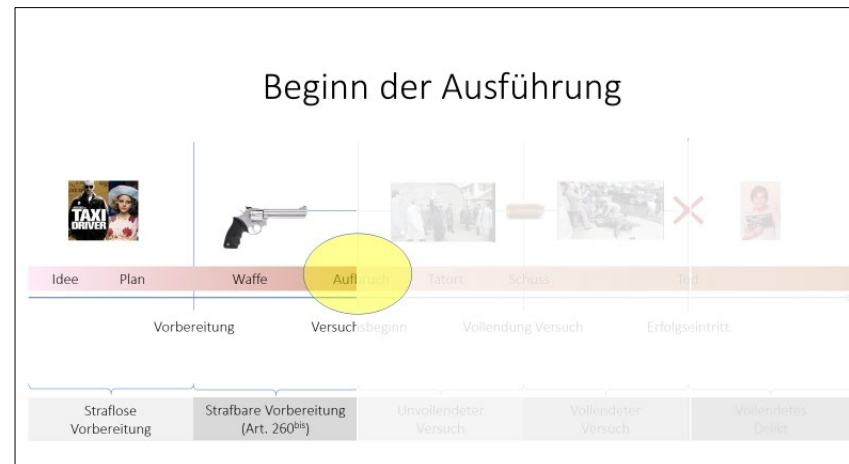 Beginn der Ausführung
TAXI
DRIVER
Idee Plan Waffe Aufbruch Tatort Schuss Tod
Vorbereitung Versuchsbeginn Vollendung Versuch Erfolgseintritt
Straflose
Vorbereitung
Strafbare Vorbereitung
(Art. 260bis)
Unvollendeter
Versuch
Vollendeter
Versuch
Vollendetes
Delikt